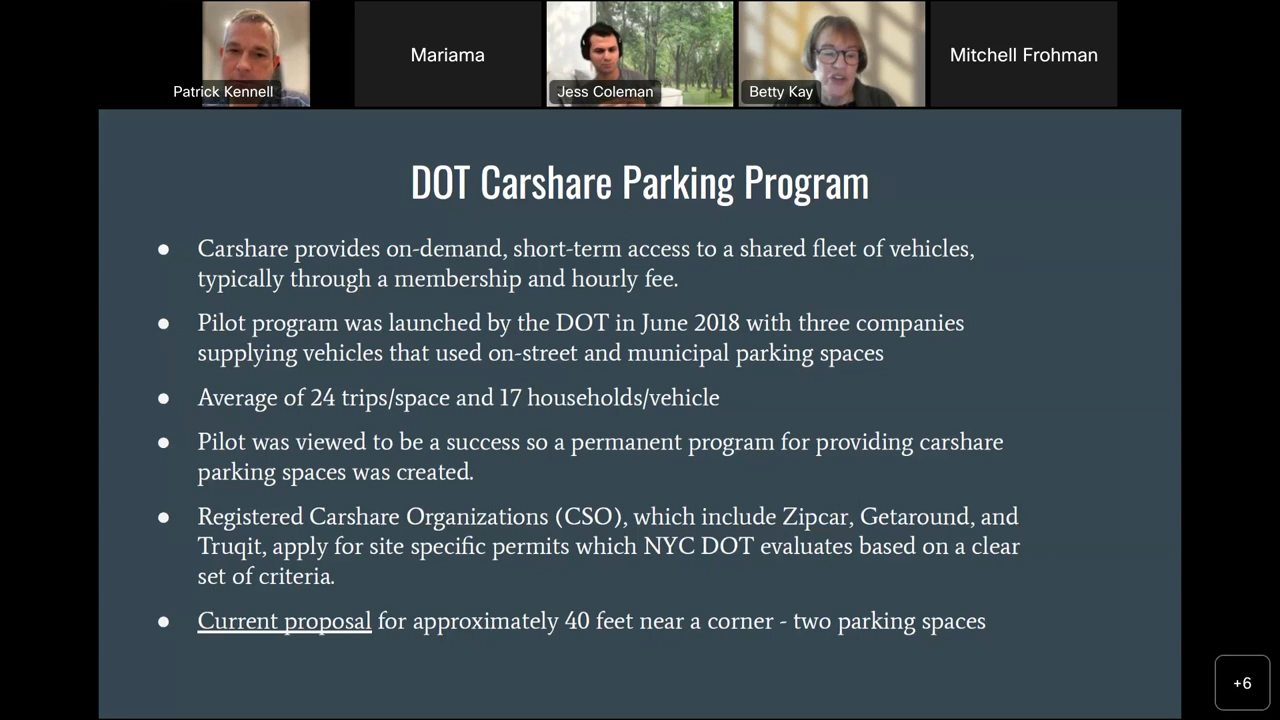 Patrick Kennell
Mariama
Jess Coleman
Betty Kay
Mitchell Frohman
DOT Carshare Parking Program
● Carshare provides on-demand, short-term access to a shared fleet of vehicles,
typically through a membership and hourly fee.
● Pilot program was launched by the DOT in June 2018 with three companies
supplying vehicles that used on-street and municipal parking spaces
● Average of 24 trips/space and 17 households/vehicle
● Pilot was viewed to be a success so a permanent program for providing carshare
parking spaces was created.
● Registered Carshare Organizations (CSO), which include Zipcar, Getaround, and
Truqit, apply for site specific permits which NYC DOT evaluates based on a clear
set of criteria.
● Current proposal for approximately 40 feet near a corner - two parking spaces
+6